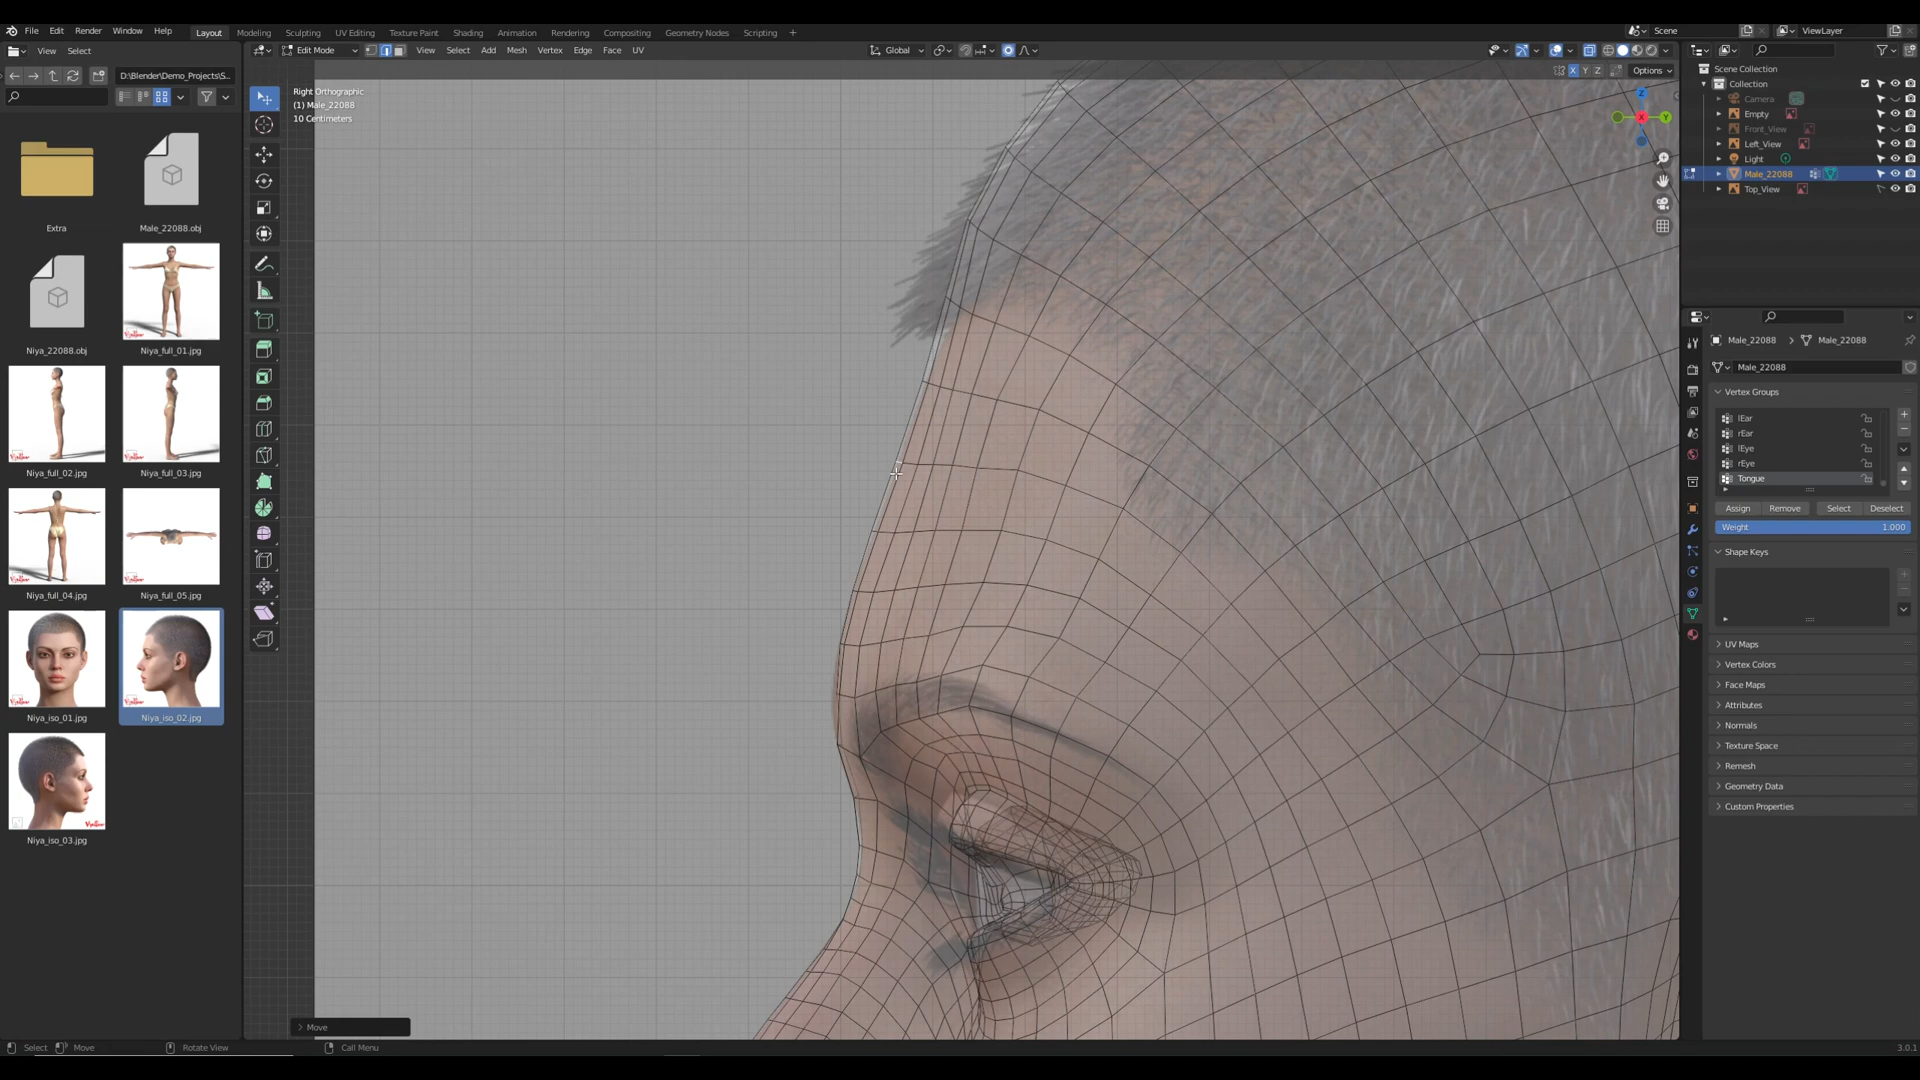 File Edit Render Window Help
Layout Modeling Sculpting UV Editing Texture Paint Shading Animation Rendering Compositing Geometry Nodes Scripting +
Scene
ViewLayer
View Select
Edit Mode
View Select Add Mesh Vertex Edge Face UV
Global
D:\Blender\Demo_Projects\S...
X Y Z
Options
Right Orthographic
(1) Male_22088
10 Centimeters
Z
X
Y
Extra
Male_22088.obj
Niya_22088.obj
Niya_full_01.jpg
Niya_full_02.jpg
Niya_full_03.jpg
Niya_full_04.jpg
Niya_full_05.jpg
Niya_iso_01.jpg
Niya_iso_02.jpg
Niya_iso_03.jpg
Scene Collection
Collection
Camera
Empty
Front_View
Left_View
Light
Male_22088
Top_View
Male_22088 > Male_22088
Male_22088
Vertex Groups
lEar
rEar
lEye
rEye
Tongue
Assign Remove Select Deselect
Weight 1.000
Shape Keys
UV Maps
Vertex Colors
Face Maps
Attributes
Normals
Texture Space
Remesh
Geometry Data
Custom Properties
> Move
Select Move Rotate View Call Menu
3.0.1